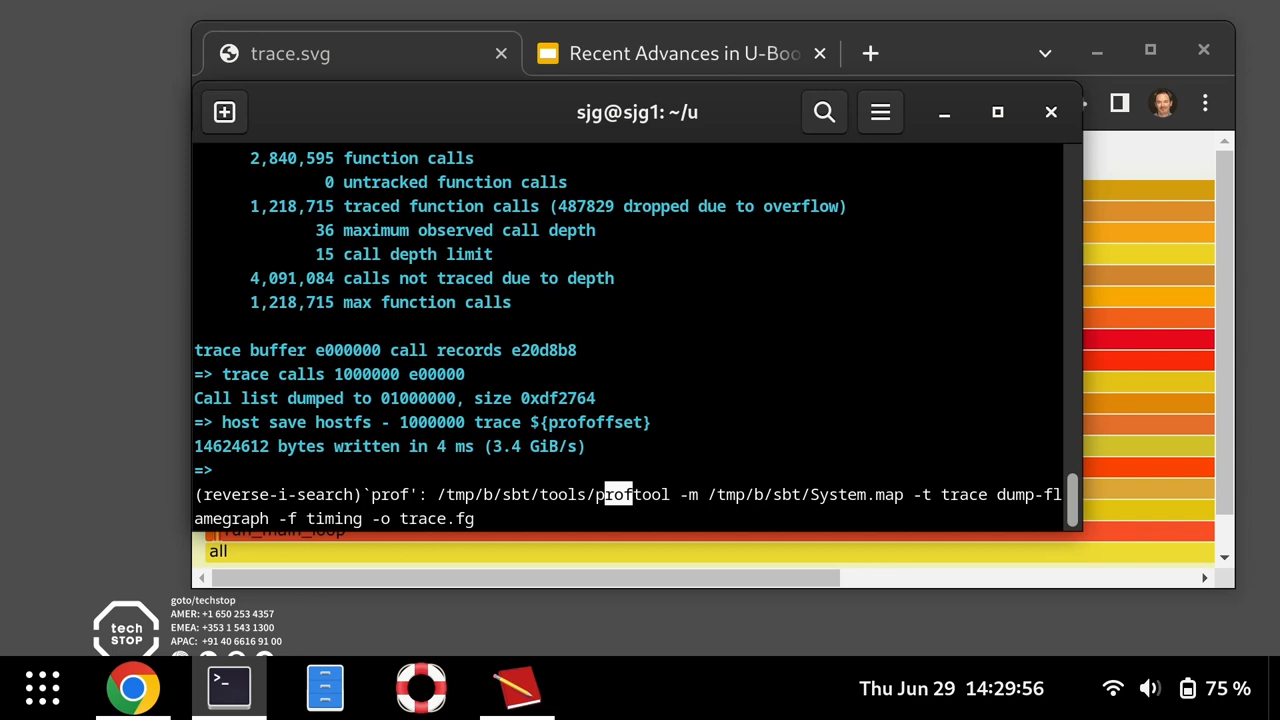 trace.svg
Recent Advances in U-Boo
sjg@sjg1: ~/u
2,840,595 function calls
0 untracked function calls
1,218,715 traced function calls (487829 dropped due to overflow)
36 maximum observed call depth
15 call depth limit
4,091,084 calls not traced due to depth
1,218,715 max function calls
trace buffer e000000 call records e20d8b8
=> trace calls 1000000 e00000
Call list dumped to 01000000, size 0xdf2764
=> host save hostfs - 1000000 trace ${profoffset}
14624612 bytes written in 4 ms (3.4 GiB/s)
=>
(reverse-i-search)`prof': /tmp/b/sbt/tools/proftool -m /tmp/b/sbt/System.map -t trace dump-fl
amegraph -f timing -o trace.fg
run_main_loop
all
goto/techstop
AMER: +1 650 253 4357
EMEA: +353 1 543 1300
APAC: +91 40 6616 91 00
tech
STOP
Thu Jun 29 14:29:56
75 %